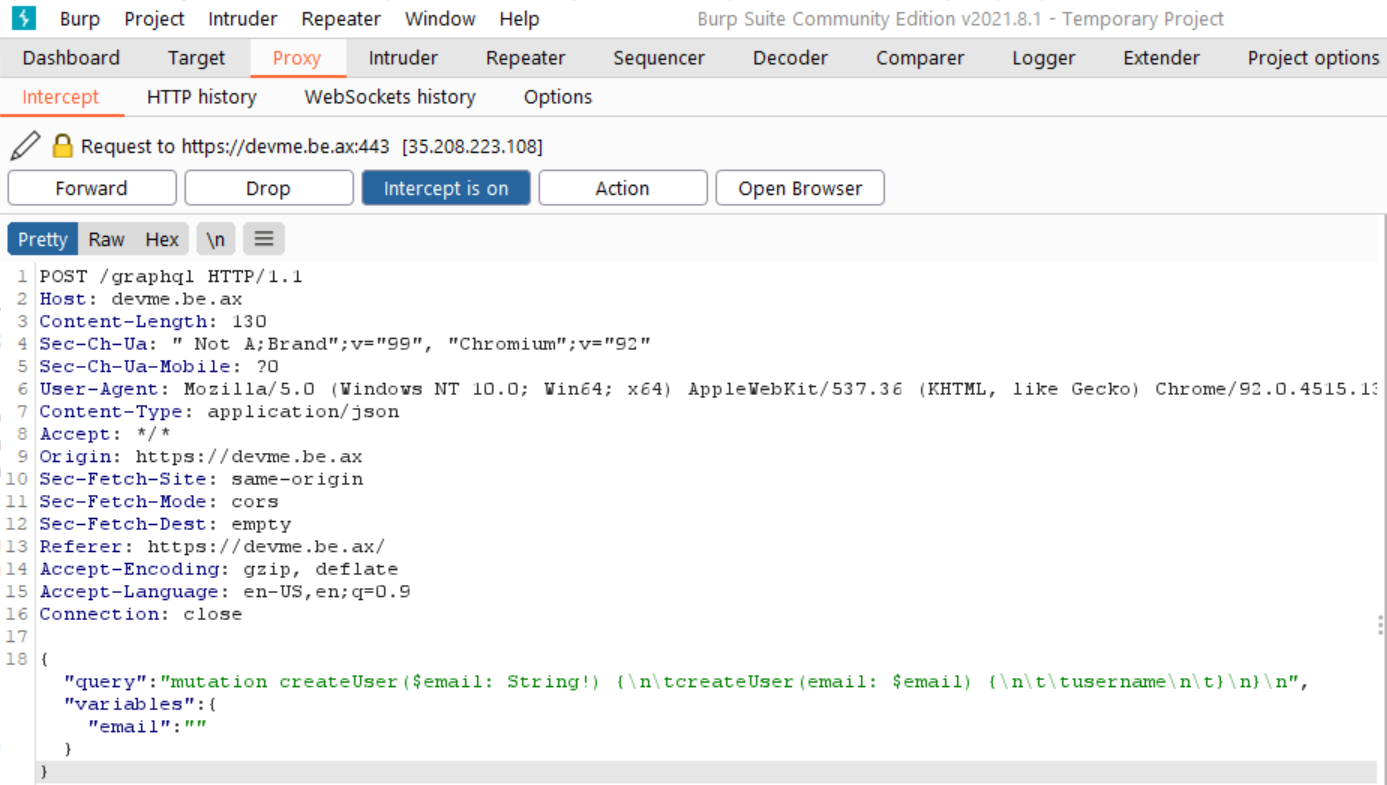 Burp Project Intruder Repeater Window Help Burp Suite Community Edition v2021.8.1 - Temporary Project
Dashboard Target Proxy Intruder Repeater Sequencer Decoder Comparer Logger Extender Project options
Intercept HTTP history WebSockets history Options
Request to https://devme.be.ax:443 [35.208.223.108]
Forward Drop Intercept is on Action Open Browser
Pretty Raw Hex \n
1 POST /graphql HTTP/1.1
2 Host: devme.be.ax
3 Content-Length: 130
4 Sec-Ch-Ua: " Not A;Brand";v="99", "Chromium";v="92"
5 Sec-Ch-Ua-Mobile: ?0
6 User-Agent: Mozilla/5.0 (Windows NT 10.0; Win64; x64) AppleWebKit/537.36 (KHTML, like Gecko) Chrome/92.0.4515.13
7 Content-Type: application/json
8 Accept: */*
9 Origin: https://devme.be.ax
10 Sec-Fetch-Site: same-origin
11 Sec-Fetch-Mode: cors
12 Sec-Fetch-Dest: empty
13 Referer: https://devme.be.ax/
14 Accept-Encoding: gzip, deflate
15 Accept-Language: en-US,en;q=0.9
16 Connection: close
17
18 {
"query":"mutation createUser($email: String!) {\n\tcreateUser(email: $email) {\n\t\tusername\n\t}\n}\n",
"variables":{
"email":""
}
}